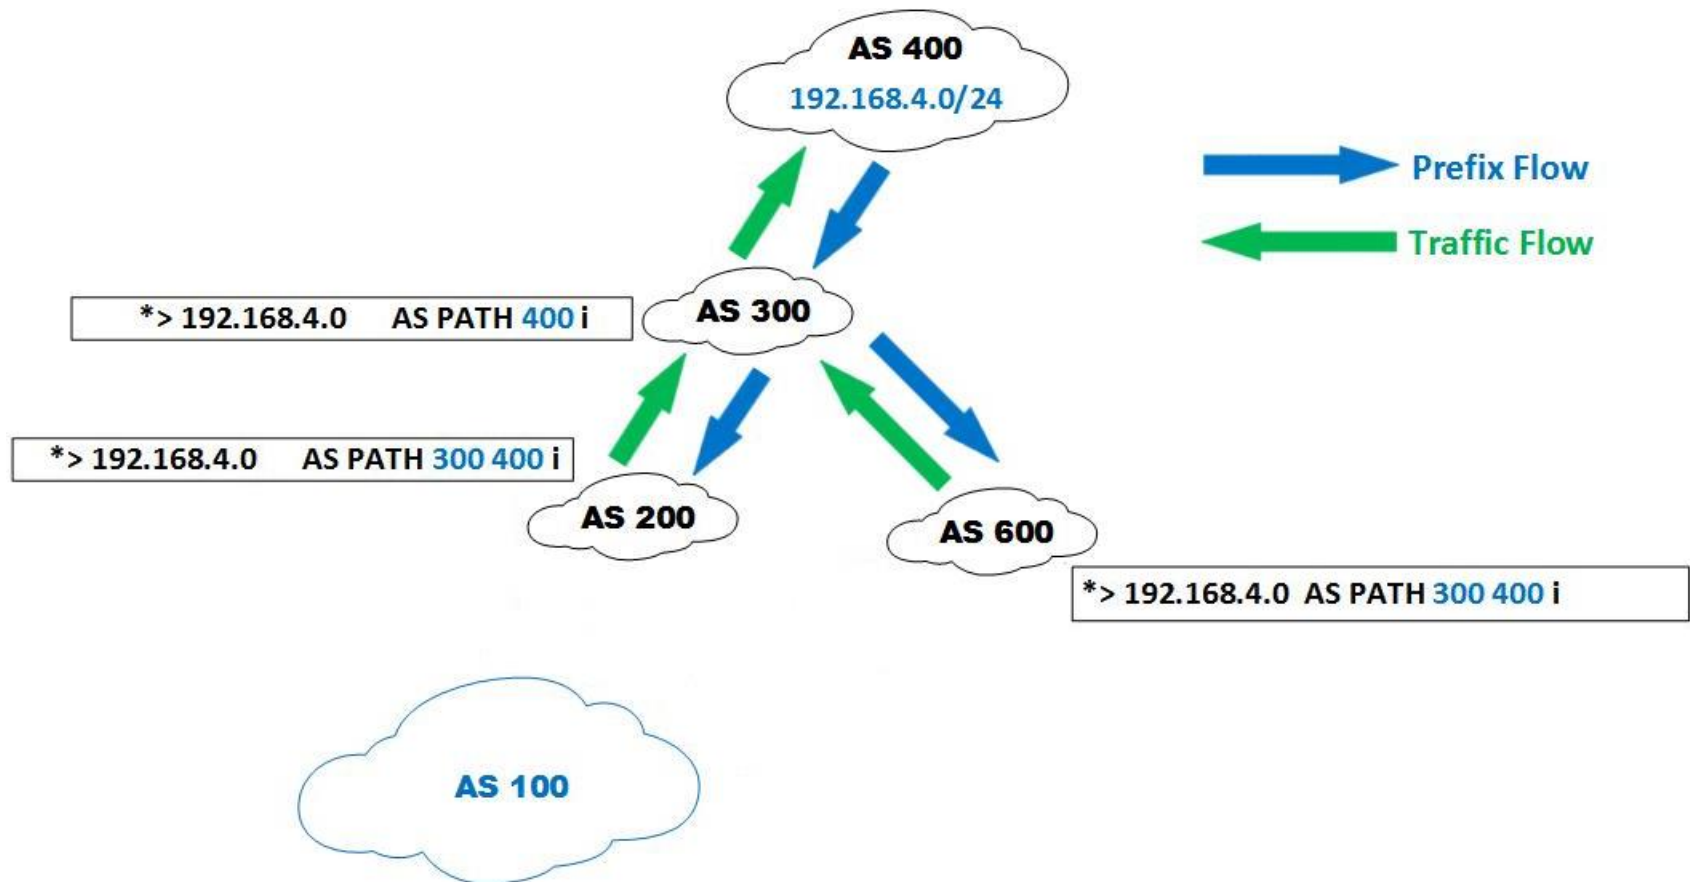 AS 400
192.168.4.0/24
Prefix Flow
Traffic Flow
*> 192.168.4.0 AS PATH 400 i
AS 300
*> 192.168.4.0 AS PATH 300 400 i
AS 200
AS 600
*> 192.168.4.0 AS PATH 300 400 i
AS 100